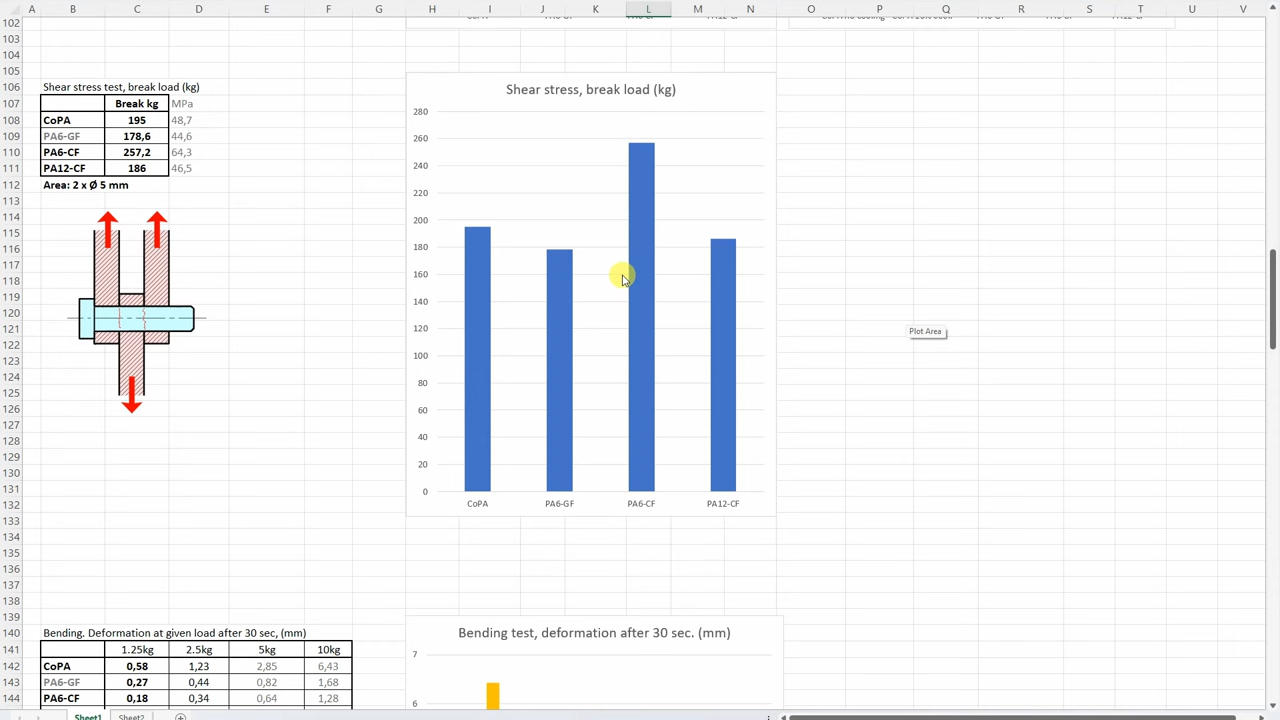 A B C D E F G H I J K L M N O P Q R S T U V
102
103
104
105
106 Shear stress test, break load (kg)
107 Break kg MPa
108 CoPA 195 48,7
109 PA6-GF 178,6 44,6
110 PA6-CF 257,2 64,3
111 PA12-CF 186 46,5
112 Area: 2 x Ø 5 mm
113
114
115
116
117
118
119
120
121
122
123
124
125
126
127
128
129
130
131
132
133
134
135
136
137
138
139
140 Bending. Deformation at given load after 30 sec, (mm)
141 1.25kg 2.5kg 5kg 10kg
142 CoPA 0,58 1,23 2,85 6,43
143 PA6-GF 0,27 0,44 0,82 1,68
144 PA6-CF 0,18 0,34 0,64 1,28
Shear stress, break load (kg)
280
260
240
220
200
180
160
140
120
100
80
60
40
20
0
CoPA PA6-GF PA6-CF PA12-CF
Plot Area
Bending test, deformation after 30 sec. (mm)
7
6
Sheet1 Sheet2